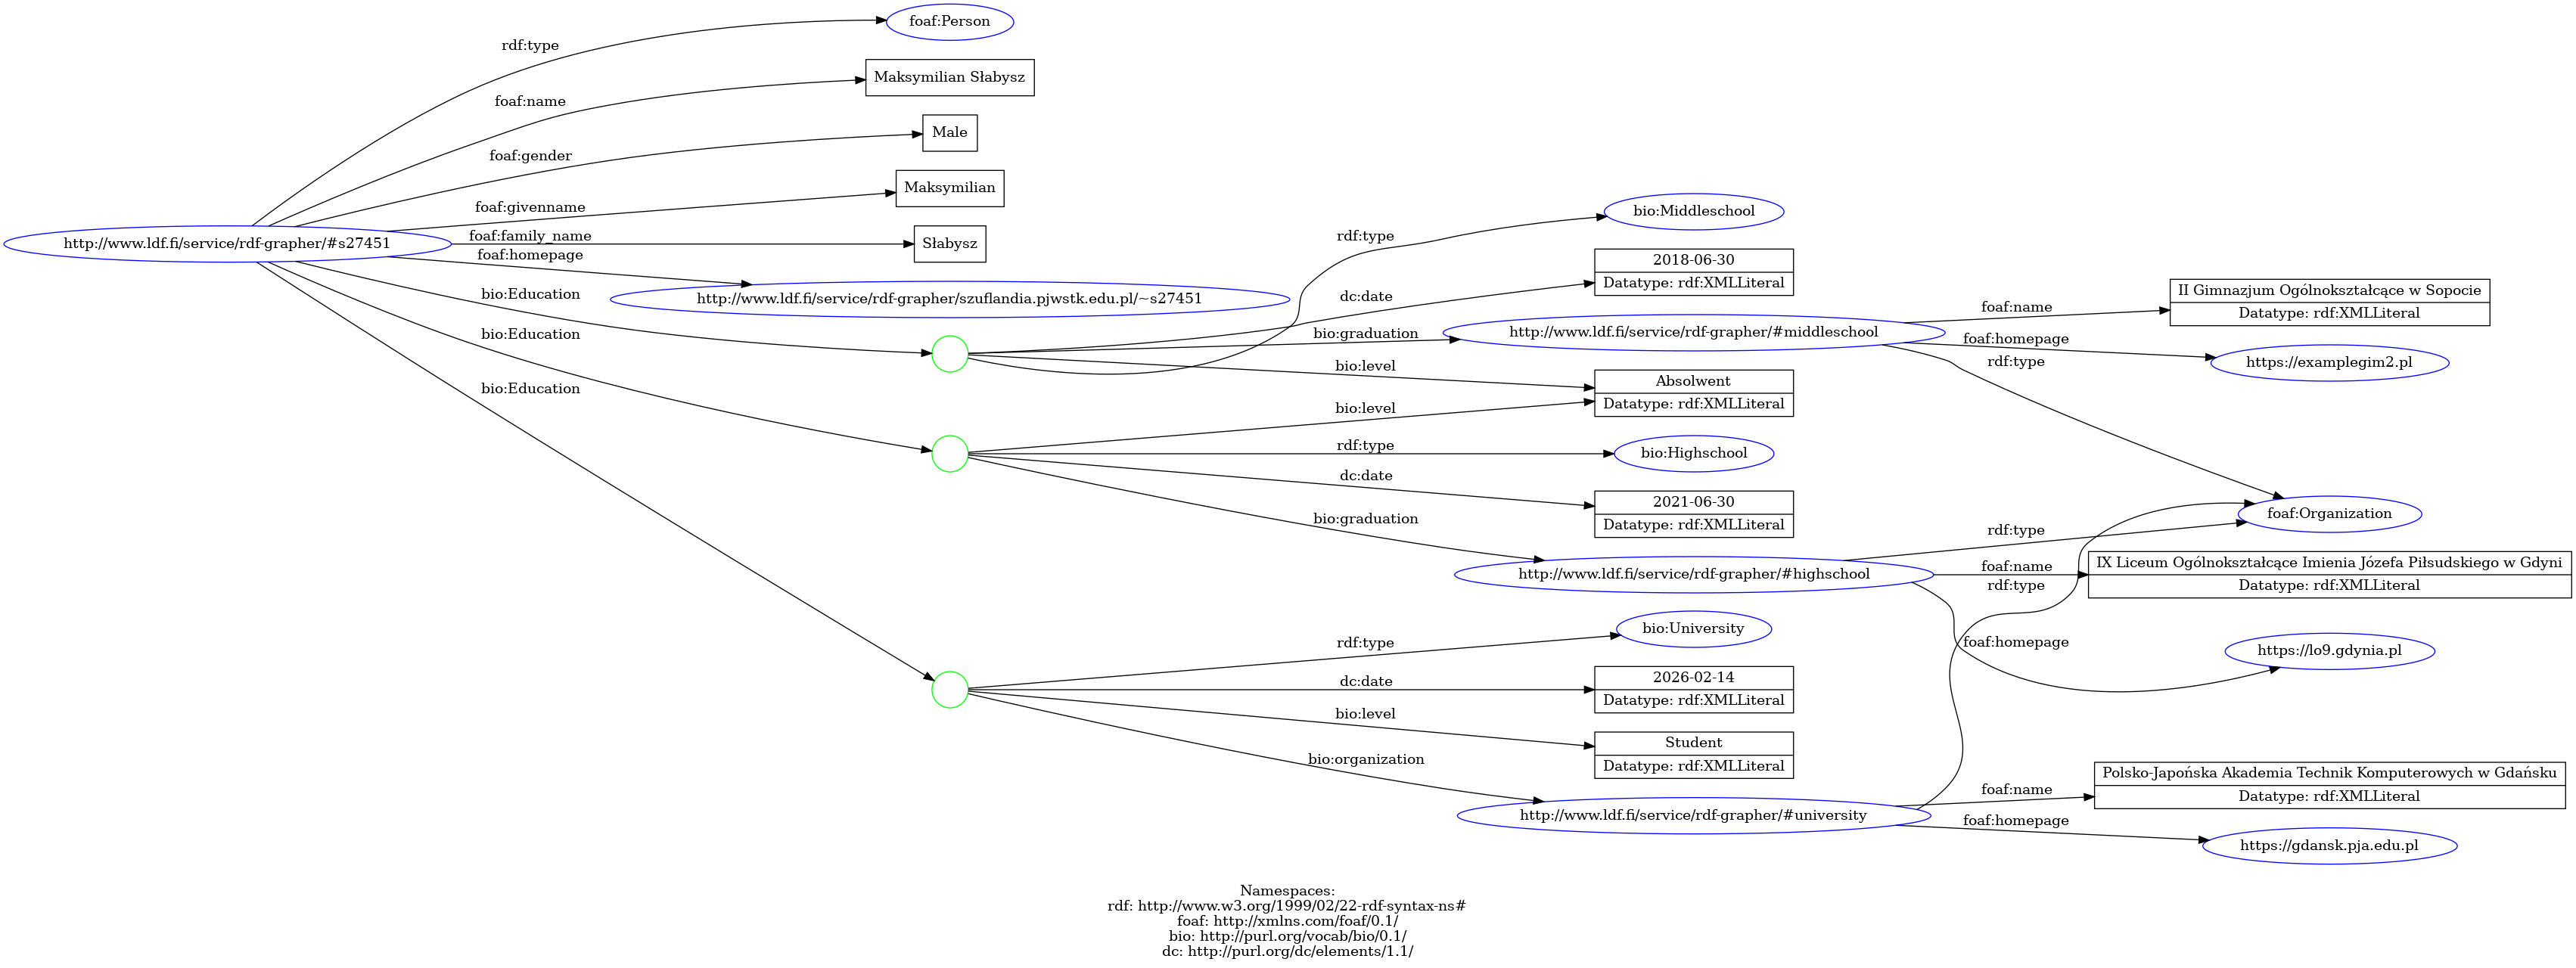 rdf:type
foaf:Person
foaf:name
Maksymilian Słabysz
foaf:gender
Male
foaf:givenname
Maksymilian
http://www.ldf.fi/service/rdf-grapher/#s27451
foaf:family_name
Słabysz
foaf:homepage
http://www.ldf.fi/service/rdf-grapher/szuflandia.pjwstk.edu.pl/~s27451
bio:Education
bio:Education
bio:Education
rdf:type
bio:Middleschool
dc:date
2018-06-30
Datatype: rdf:XMLLiteral
bio:graduation
http://www.ldf.fi/service/rdf-grapher/#middleschool
bio:level
Absolwent
Datatype: rdf:XMLLiteral
bio:level
rdf:type
bio:Highschool
dc:date
2021-06-30
Datatype: rdf:XMLLiteral
bio:graduation
http://www.ldf.fi/service/rdf-grapher/#highschool
rdf:type
bio:University
dc:date
2026-02-14
Datatype: rdf:XMLLiteral
bio:level
Student
Datatype: rdf:XMLLiteral
bio:organization
http://www.ldf.fi/service/rdf-grapher/#university
foaf:name
II Gimnazjum Ogólnokształcące w Sopocie
Datatype: rdf:XMLLiteral
foaf:homepage
https://examplegim2.pl
rdf:type
foaf:Organization
rdf:type
foaf:name
IX Liceum Ogólnokształcące Imienia Józefa Piłsudskiego w Gdyni
Datatype: rdf:XMLLiteral
rdf:type
foaf:homepage
https://lo9.gdynia.pl
foaf:name
Polsko-Japońska Akademia Technik Komputerowych w Gdańsku
Datatype: rdf:XMLLiteral
foaf:homepage
https://gdansk.pja.edu.pl
Namespaces:
rdf: http://www.w3.org/1999/02/22-rdf-syntax-ns#
foaf: http://xmlns.com/foaf/0.1/
bio: http://purl.org/vocab/bio/0.1/
dc: http://purl.org/dc/elements/1.1/